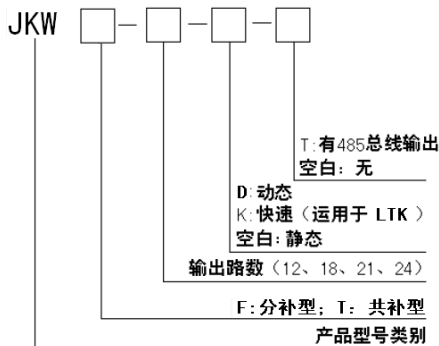 JKW □－□－□－□
T:有485总线输出
空白：无
D:动态
K:快速（运用于 LTK ）
空白:静态
输出路数（12、18、21、24）
F:分补型；T：共补型
产品型号类别